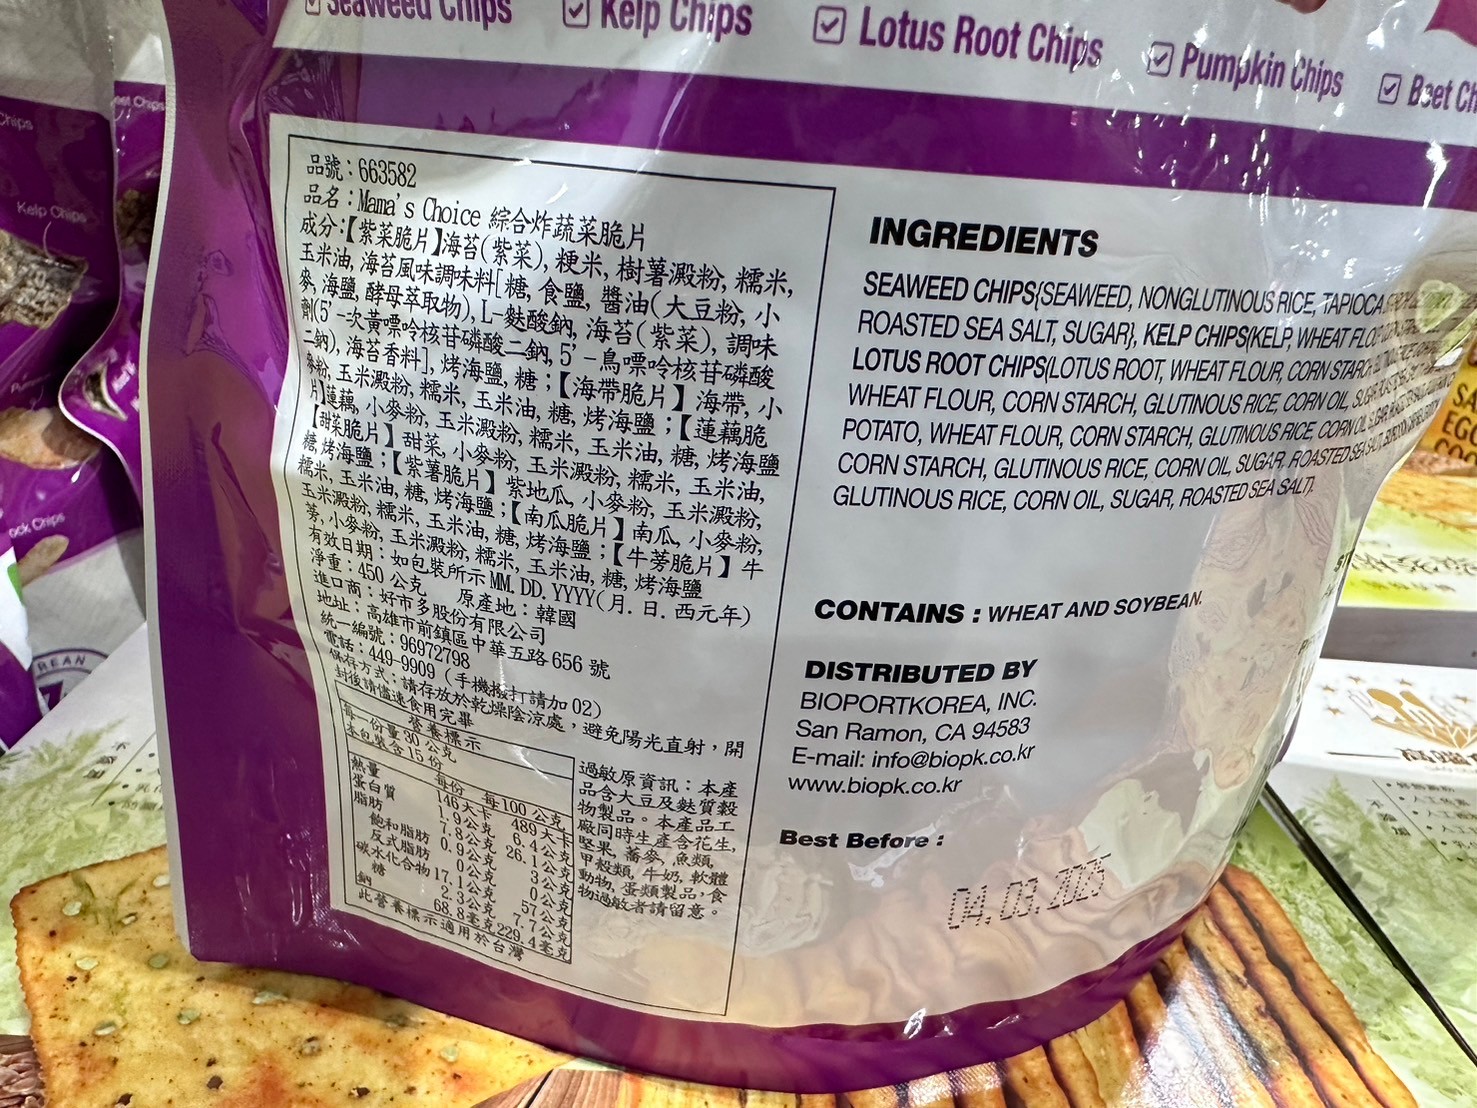 Seaweed Chips
Kelp Chips
Lotus Root Chips
Pumpkin Chips
Beet Ch
品號：663582
品名：Mama's Choice 綜合炸蔬菜脆片
成分：【紫菜脆片】海苔(紫菜), 粳米, 樹薯澱粉, 糯米,
玉米油, 海苔風味調味料[糖, 食鹽, 醬油(大豆粉, 小
麥, 海鹽, 酵母萃取物), L-麩酸鈉, 海苔(紫菜), 調味
劑(5'-次黃嘌呤核苷磷酸二鈉, 5'-鳥嘌呤核苷磷酸
二鈉), 海苔香料], 烤海鹽, 糖；【海帶脆片】海帶, 小
麥粉, 玉米澱粉, 糯米, 玉米油, 糖, 烤海鹽；【蓮藕脆
片】蓮藕, 小麥粉, 玉米澱粉, 糯米, 玉米油, 糖, 烤海鹽
【甜菜脆片】甜菜, 小麥粉, 玉米澱粉, 糯米, 玉米油,
糖, 烤海鹽；【紫薯脆片】紫地瓜, 小麥粉, 玉米澱粉,
糯米, 玉米油, 糖, 烤海鹽；【南瓜脆片】南瓜, 小麥粉,
玉米澱粉, 糯米, 玉米油, 糖, 烤海鹽；【牛蒡脆片】牛
蒡, 小麥粉, 玉米澱粉, 糯米, 玉米油, 糖, 烤海鹽
有效日期：如包裝所示 MM. DD. YYYY(月. 日. 西元年)
淨重：450 公克 原產地：韓國
進口商：好市多股份有限公司
地址：高雄市前鎮區中華五路 656 號
統一編號：96972798
電話：449-9909 (手機撥打請加 02)
保存方式：請存放於乾燥陰涼處，避免陽光直射，開
封後請儘速食用完畢
營養標示
每一份量 30 公克
本包裝含 15 份
每份 每 100 公克
熱量 146 大卡 489 大卡
蛋白質 1.9公克 6.4公克
脂肪 7.8公克 26.1公克
飽和脂肪 0.9公克 3公克
反式脂肪 0公克 0公克
碳水化合物 17.1公克 57公克
糖 2.3公克 7.7公克
鈉 68.8毫克 229.4毫克
此營養標示適用於台灣
過敏原資訊：本產
品含大豆及麩質穀
物製品。本產品工
廠同時生產含花生,
堅果, 蕎麥, 魚類,
甲殼類, 牛奶, 軟體
動物, 蛋類製品，食
物過敏者請留意。
INGREDIENTS
SEAWEED CHIPS(SEAWEED, NONGLUTINOUS RICE, TAPIOCA
ROASTED SEA SALT, SUGAR), KELP CHIPS(KELP, WHEAT FLO
LOTUS ROOT CHIPS(LOTUS ROOT, WHEAT FLOUR, CORN STARCH
WHEAT FLOUR, CORN STARCH, GLUTINOUS RICE, CORN OIL,
POTATO, WHEAT FLOUR, CORN STARCH, GLUTINOUS RICE, CORN OIL, SUGAR
CORN STARCH, GLUTINOUS RICE, CORN OIL, SUGAR, ROASTED SEA SALT),
GLUTINOUS RICE, CORN OIL, SUGAR, ROASTED SEA SALT).
CONTAINS : WHEAT AND SOYBEAN.
DISTRIBUTED BY
BIOPORTKOREA, INC.
San Ramon, CA 94583
E-mail: info@biopk.co.kr
www.biopk.co.kr
Best Before :
04. 03. 2025
Chips
Kelp Chips